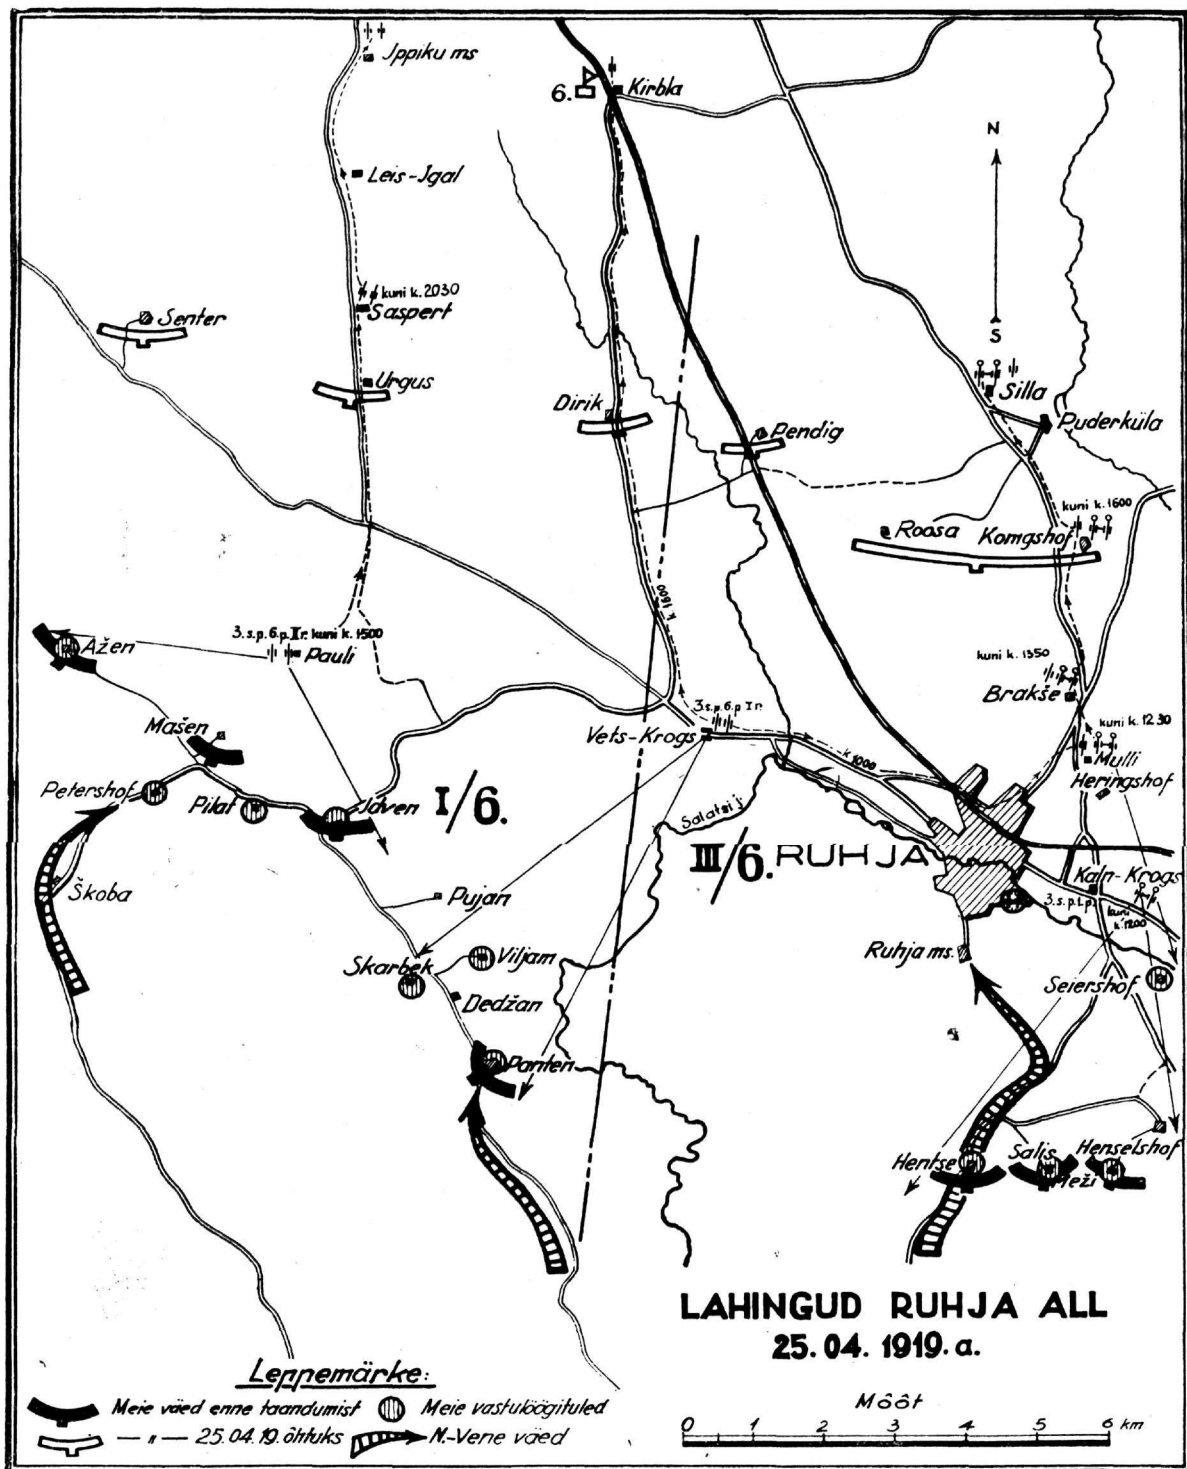 Jppiku ms
6.
Kirbla
Leis-Jgal
N
S
kuni k. 2030
Saspert
Senter
Urgus
Dirik
Pendig
Silla
Puderküla
kuni k. 1600
Roosa
Komgshof
k 1600
3. s.p. 6.p. II r. kuni k. 1500
Pauli
Ažen
kuni k. 1350
Brakše
Mašen
3.s.p.6.p I r.
Vets-Krogs
k 1000
kuni k. 12 30
Mulli
Heringshof
Petershof
Pilat
Jdven
I/6.
Salatsi j.
III/6.
RUHJA
Škoba
Pujan
Kaln-Krogs
3.s.p.1.p.
kuni
k. 1200
Ruhja ms.
Viljam
Skarbek
Dedžan
Seiershof
Panten
Hentse
Salis
Henselshof
Meži
LAHINGUD RUHJA ALL
25. 04. 1919. a.
Leppemärke:
Meie väed enne taandumist
Meie vastulöögituled
— " — 25.04.19. õhtuks
N.-Vene väed
Mõõt
0 1 2 3 4 5 6 km